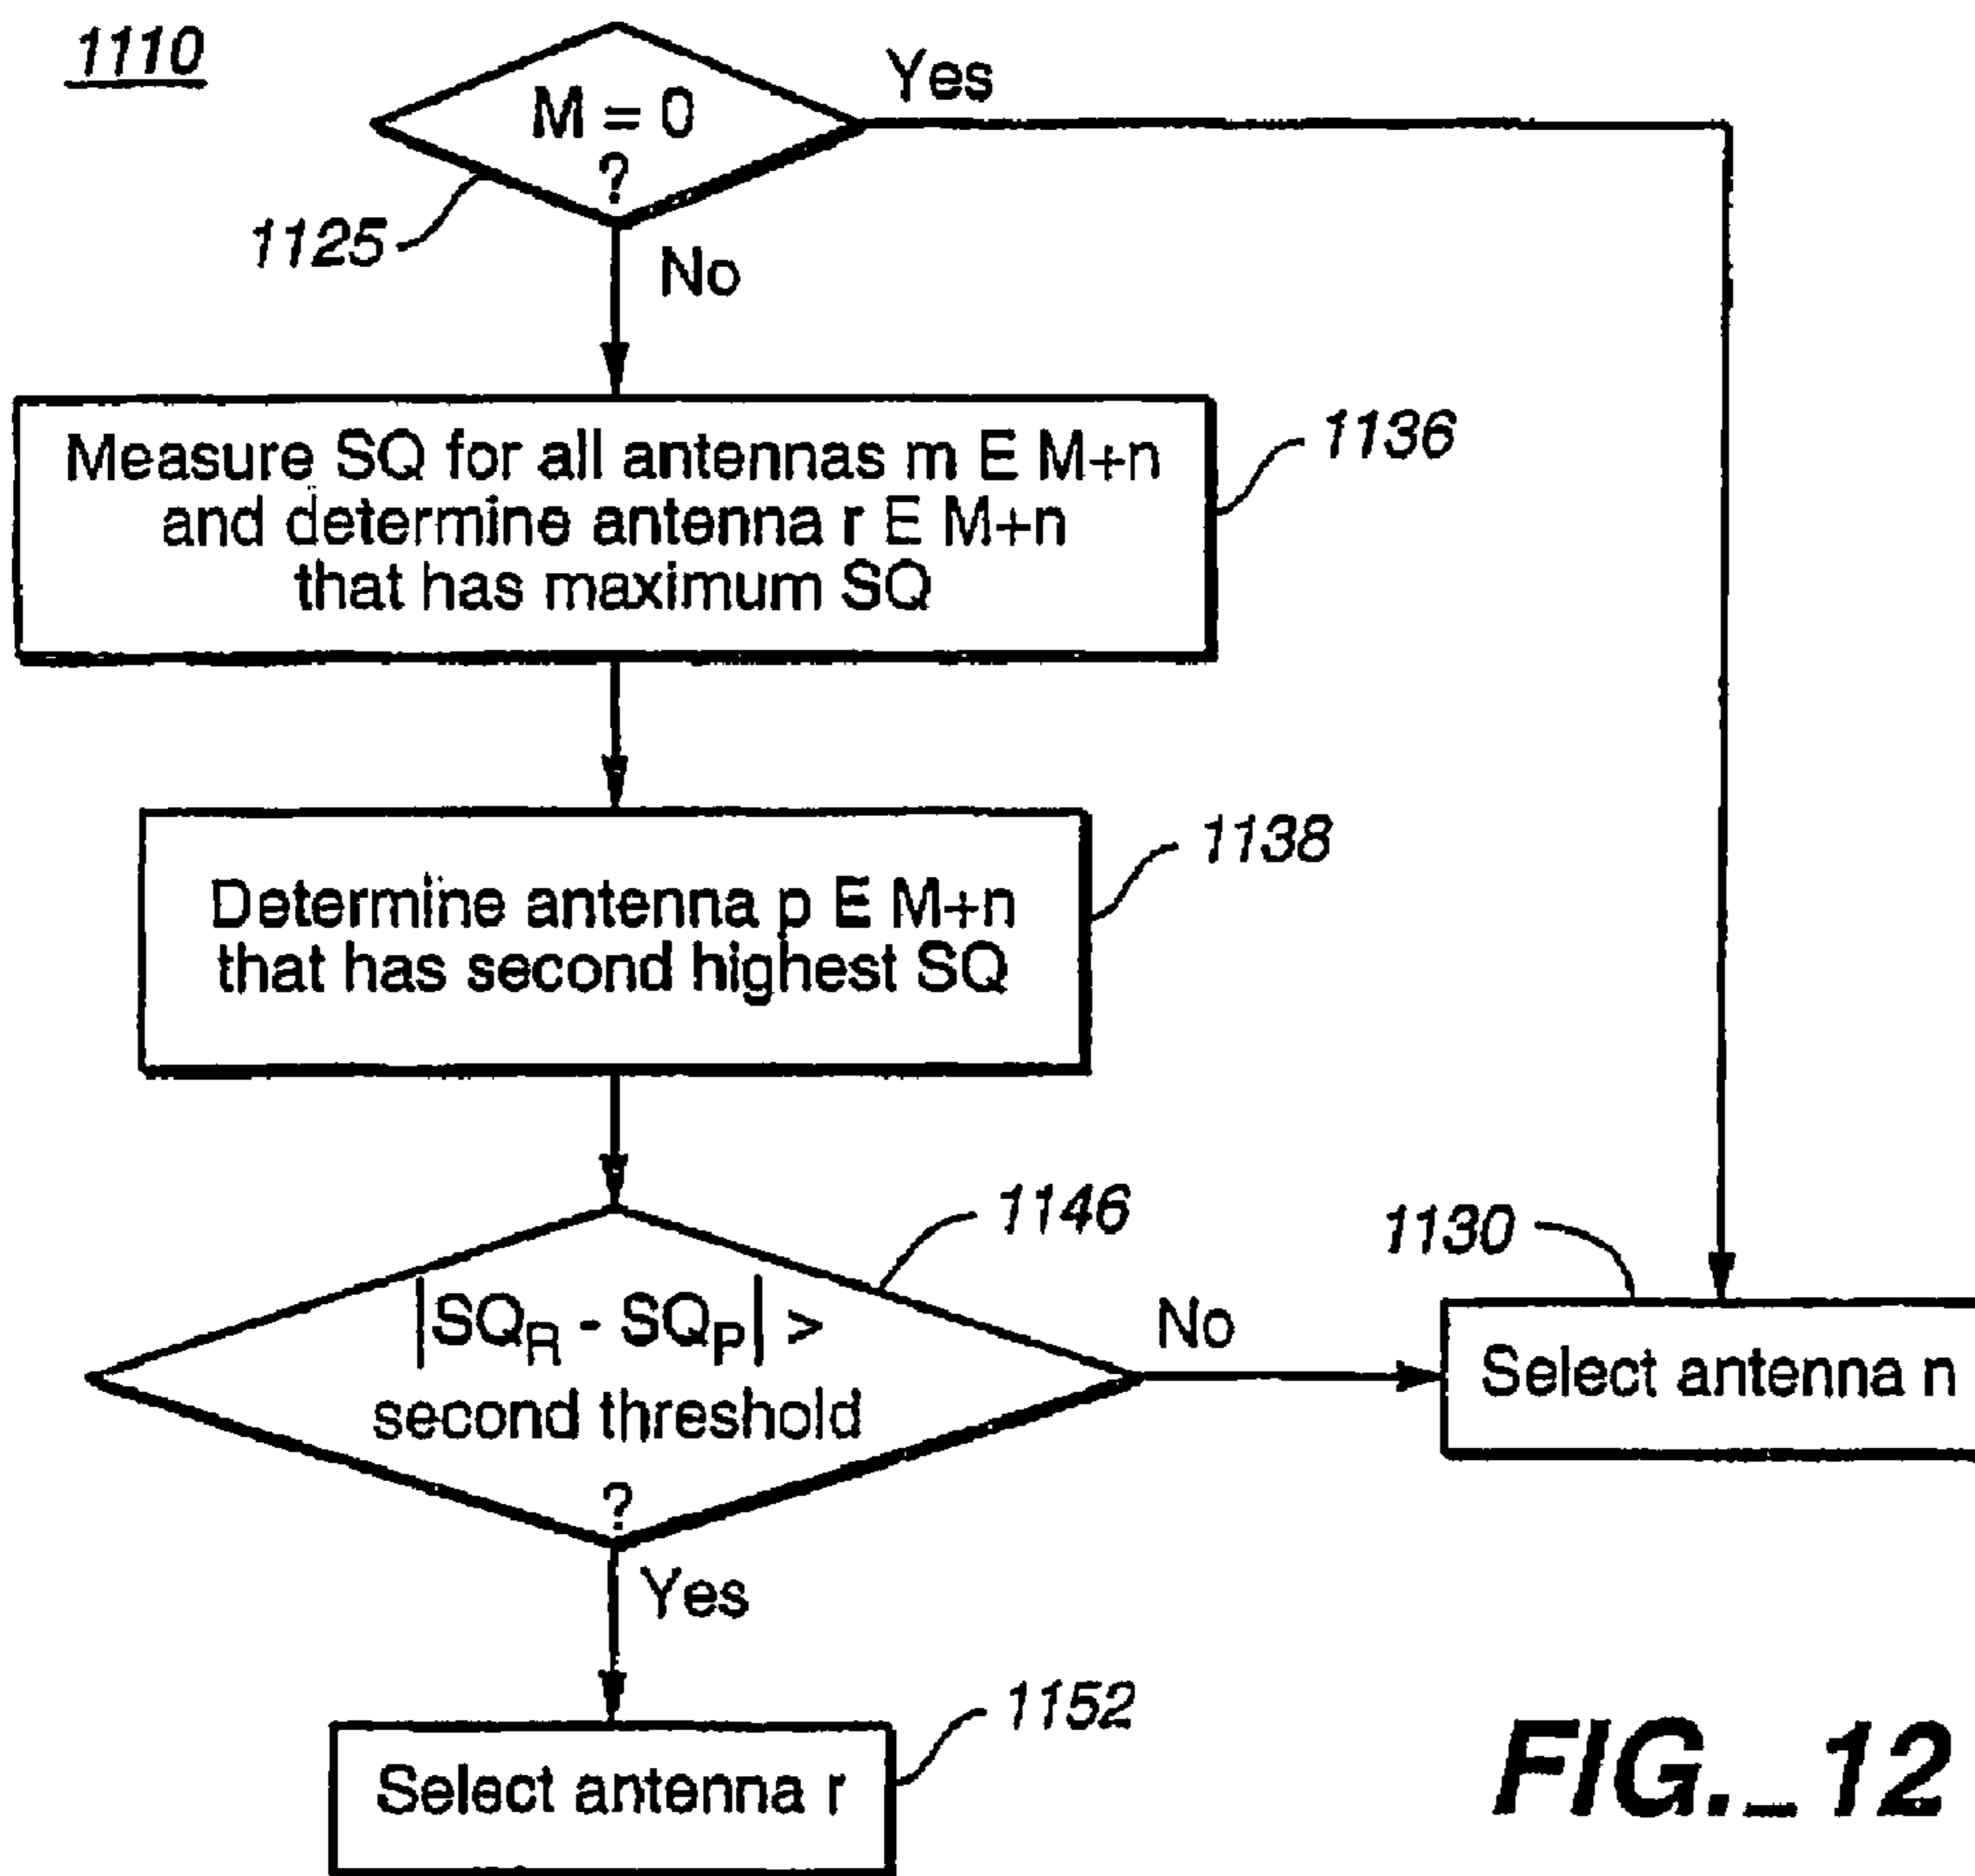 1110
M = 0
?
Yes
1125
No
Measure SQ for all antennas m E M+n
and determine antenna r E M+n
that has maximum SQ
1136
Determine antenna p E M+n
that has second highest SQ
1138
|SQR - SQP| >
second threshold
?
1146
No
1130
Select antenna n
Yes
Select antenna r
1152
FIG._12